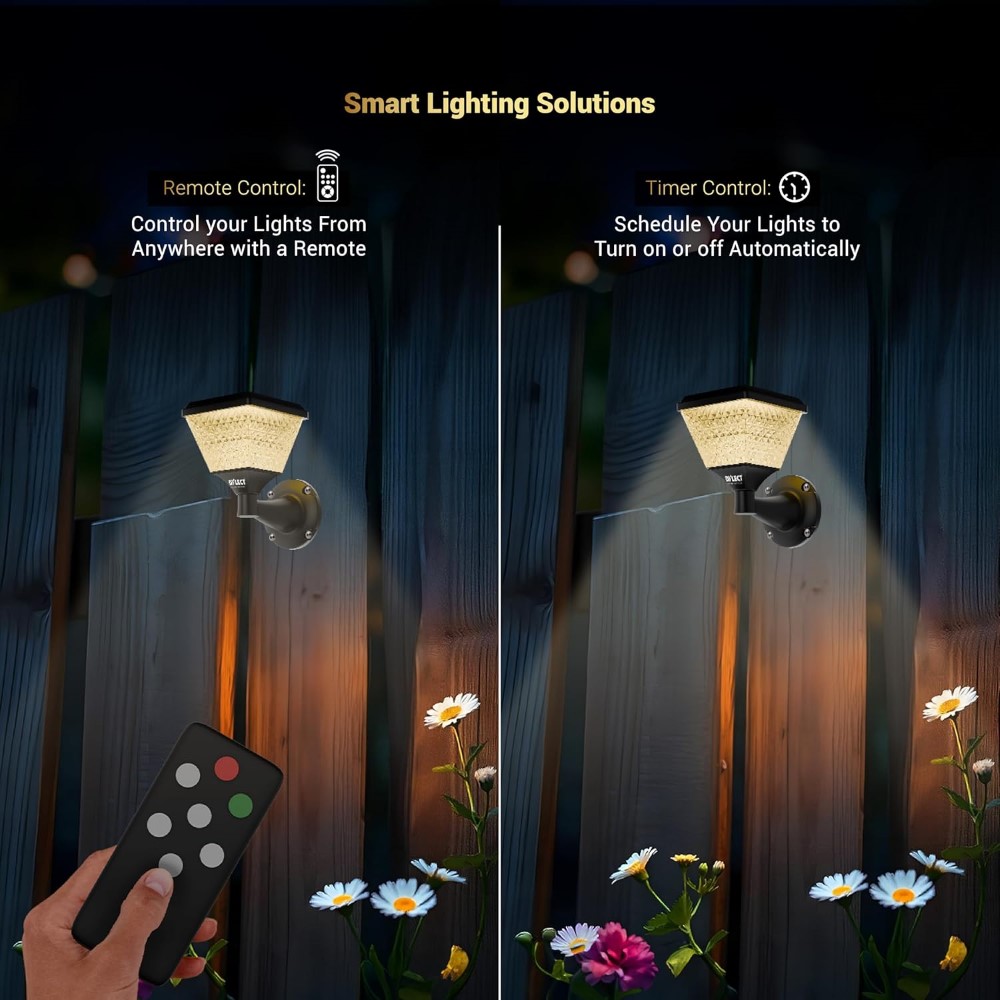 Smart Lighting Solutions
Remote Control:
Control your Lights From
Anywhere with a Remote
Timer Control:
Schedule Your Lights to
Turn on or off Automatically